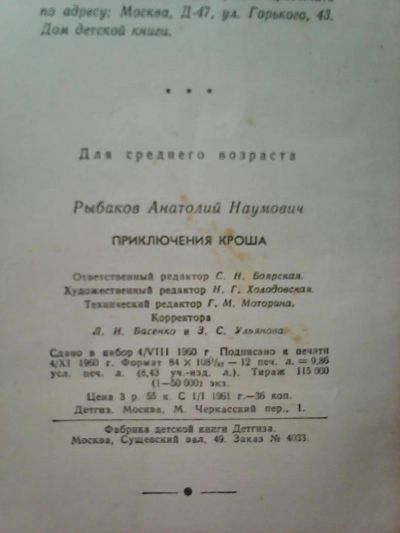 по адресу: Москва, Д-47, ул. Горького, 43.
Дом детской книги.
* * *
Для среднего возраста
Рыбаков Анатолий Наумович
ПРИКЛЮЧЕНИЯ КРОША
Ответственный редактор С. Н. Боярская.
Художественный редактор Н. Г. Холодовская.
Технический редактор Г. М. Моторина.
Корректора
Л. И. Басенко и Э. С. Ульянова.
Сдано в набор 4/VIII 1960 г Подписано к печати
4/XI 1960 г. Формат 84 × 108 1/32 — 12 печ. л. = 9,86
усл. печ. л. (8,43 уч.-изд. л.). Тираж 115 000
(1—50 000) экз.
Цена 3 р. 55 к. С 1/I 1961 г.—36 коп.
Детгиз. Москва, М. Черкасский пер., 1.
Фабрика детской книги Детгиза.
Москва, Сущевский вал, 49. Заказ № 4033.